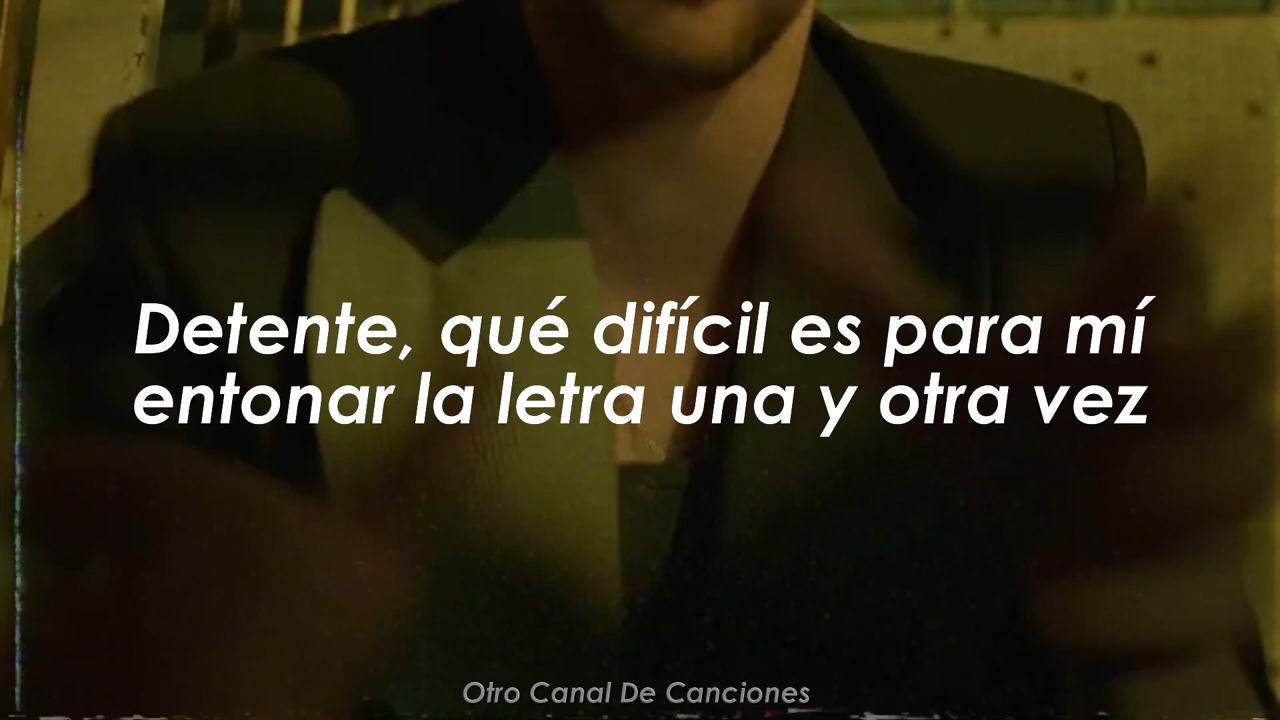 Detente, qué difícil es para mí
entonar la letra una y otra vez
Otro Canal De Canciones